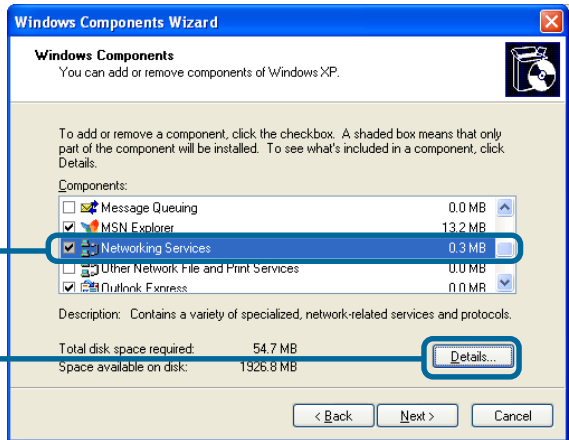 Windows Components Wizard
Windows Components
You can add or remove components of Windows XP.
To add or remove a component, click the checkbox. A shaded box means that only
part of the component will be installed. To see what's included in a component, click
Details.
Components:
Message Queuing 0.0 MB
MSN Explorer 13.2 MB
Networking Services 0.3 MB
Other Network File and Print Services 0.0 MB
Outlook Express 0.0 MB
Description: Contains a variety of specialized, network-related services and protocols.
Total disk space required: 54.7 MB
Space available on disk: 1926.8 MB
Details...
< Back Next > Cancel